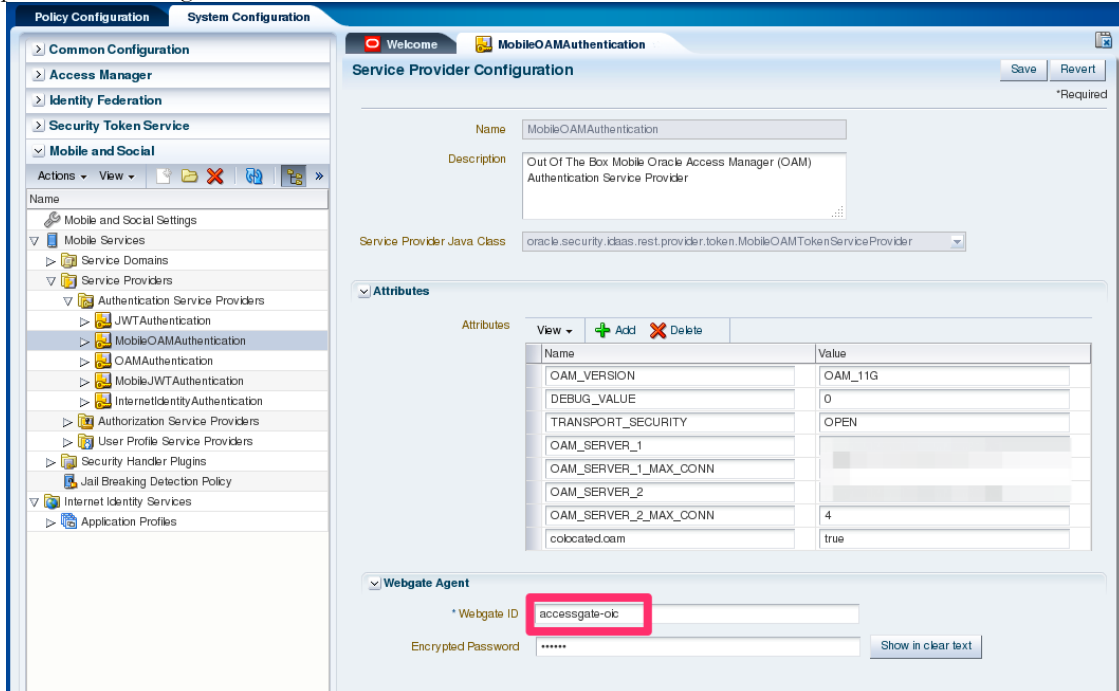 Policy Configuration System Configuration
Common Configuration
Access Manager
Identity Federation
Security Token Service
Mobile and Social
Actions View »
Name
Mobile and Social Settings
Mobile Services
Service Domains
Service Providers
Authentication Service Providers
JWTAuthentication
MobileOAMAuthentication
OAMAuthentication
MobileJWTAuthentication
InternetIdentityAuthentication
Authorization Service Providers
User Profile Service Providers
Security Handler Plugins
Jail Breaking Detection Policy
Internet Identity Services
Application Profiles
Welcome MobileOAMAuthentication
Service Provider Configuration Save Revert
*Required
Name MobileOAMAuthentication
Description Out Of The Box Mobile Oracle Access Manager (OAM)
Authentication Service Provider
Service Provider Java Class oracle.security.idaas.rest.provider.token.MobileOAMTokenServiceProvider
Attributes
Attributes View Add Delete
Name Value
OAM_VERSION OAM_11G
DEBUG_VALUE 0
TRANSPORT_SECURITY OPEN
OAM_SERVER_1
OAM_SERVER_1_MAX_CONN
OAM_SERVER_2
OAM_SERVER_2_MAX_CONN 4
colocated.oam true
Webgate Agent
* Webgate ID accessgate-oic
Encrypted Password •••••• Show in clear text